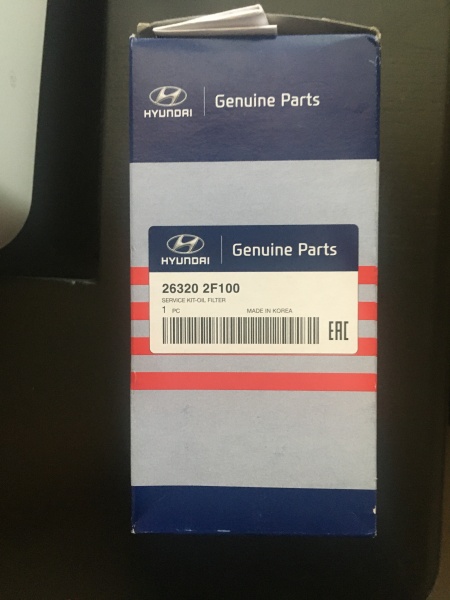 HYUNDAI
Genuine Parts
HYUNDAI
Genuine Parts
26320 2F100
SERVICE KIT-OIL FILTER
1 PC MADE IN KOREA
EAC